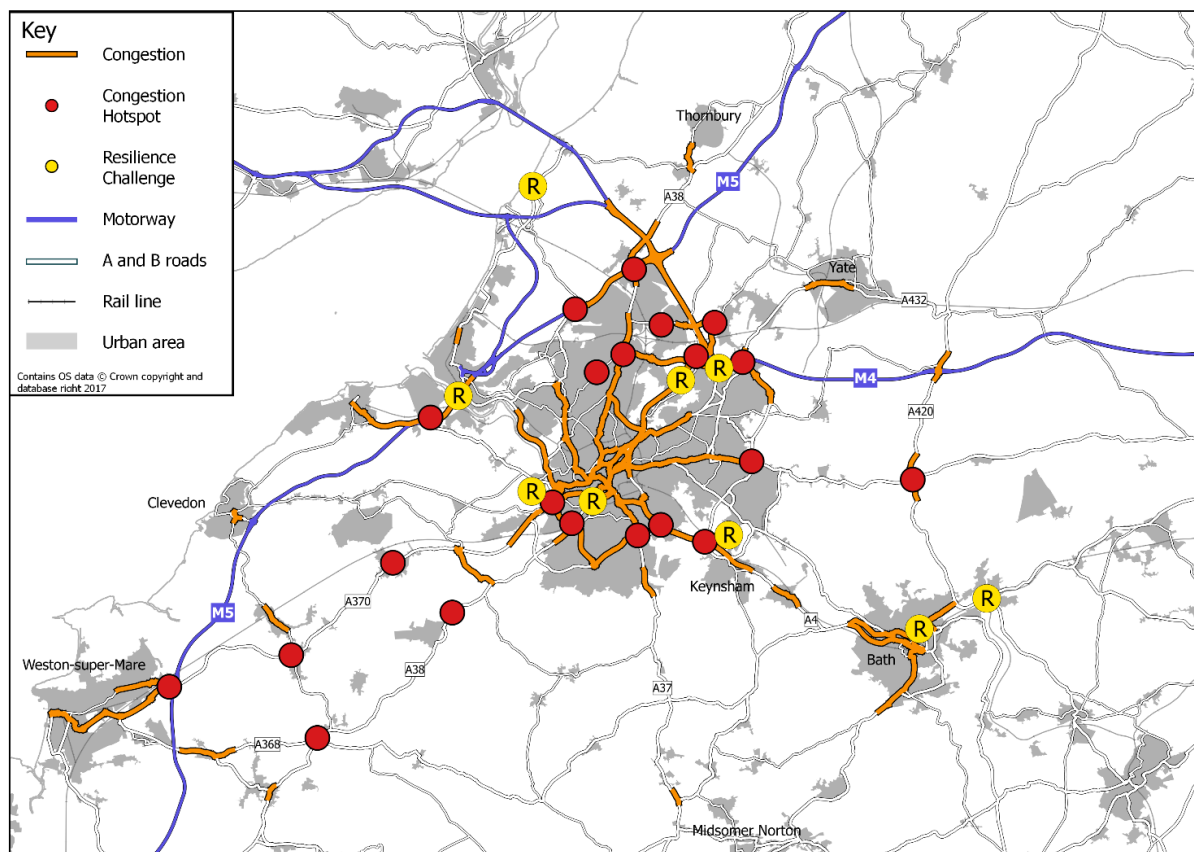 Key
Congestion
Congestion
Hotspot
R
Resilience
Challenge
Motorway
A and B roads
Rail line
Urban area
Contains OS data © Crown copyright and
database right 2017
Thornbury
M5
R
A38
Yate
A432
R
R
M4
R
A420
Clevedon
R
R
R
Keynsham
A370
M5
R
A4
R
Weston-super-Mare
Bath
A38
A37
A368
Midsomer Norton